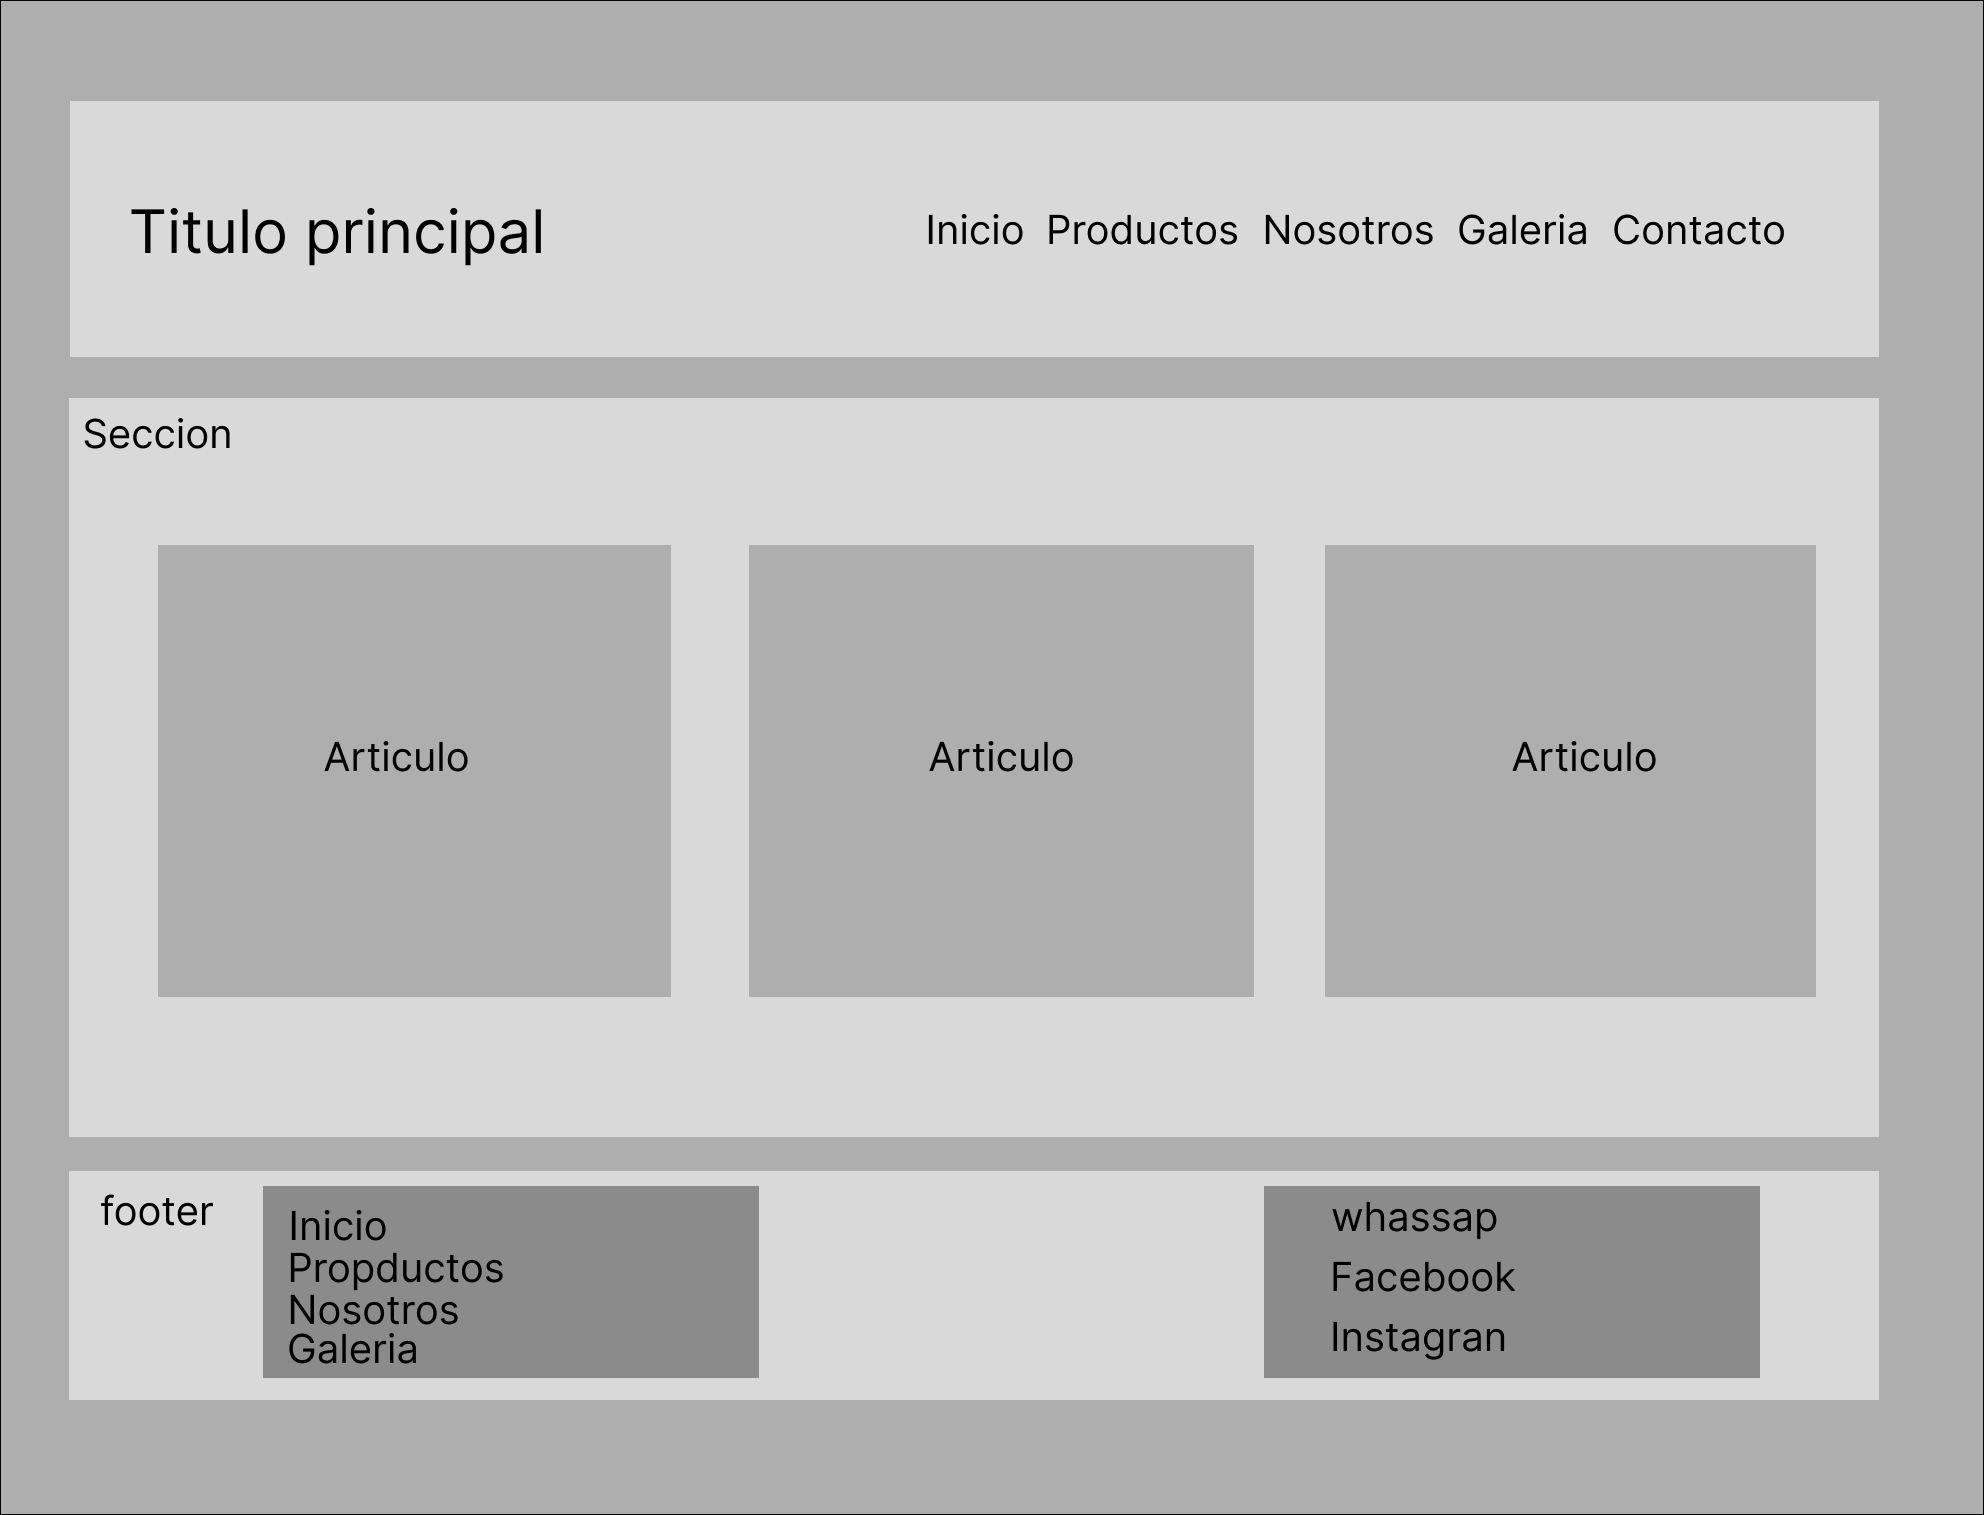 Titulo principal
Inicio Productos Nosotros Galeria Contacto
Seccion
Articulo
Articulo
Articulo
footer
Inicio
Propductos
Nosotros
Galeria
whassap
Facebook
Instagran